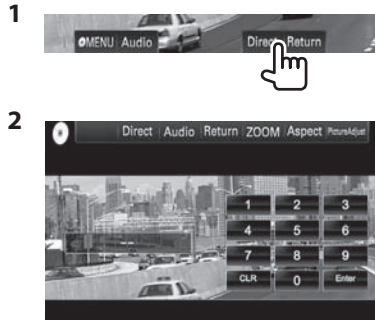 1
MENU Audio Direct Return
2
Direct Audio Return ZOOM Aspect PictureAdjust
1 2 3
4 5 6
7 8 9
CLR 0 Enter